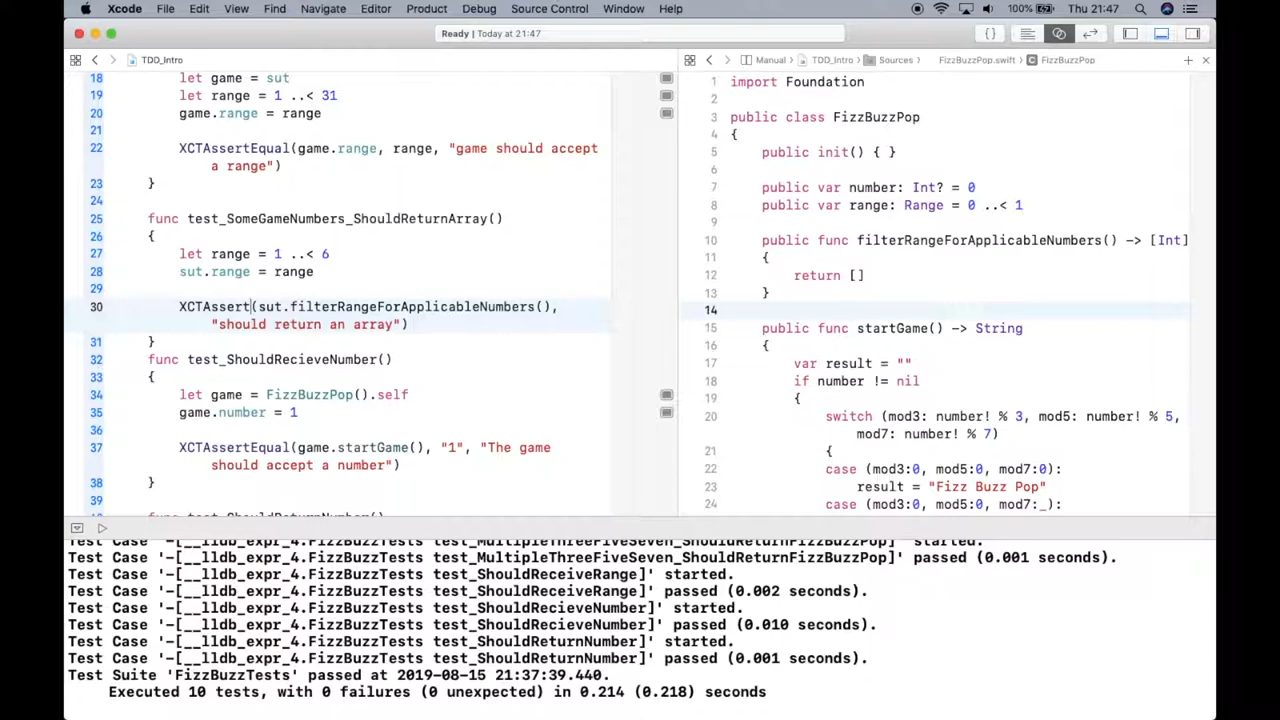 Xcode File Edit View Find Navigate Editor Product Debug Source Control Window Help 100% Thu 21:47
Ready | Today at 21:47
TDD_Intro
Manual TDD_Intro Sources FizzBuzzPop.swift FizzBuzzPop
18 let game = sut
19 let range = 1 ..< 31
20 game.range = range
21
22 XCTAssertEqual(game.range, range, "game should accept
a range")
23 }
24
25 func test_SomeGameNumbers_ShouldReturnArray()
26 {
27 let range = 1 ..< 6
28 sut.range = range
29
30 XCTAssert(sut.filterRangeForApplicableNumbers(),
"should return an array")
31 }
32 func test_ShouldRecieveNumber()
33 {
34 let game = FizzBuzzPop().self
35 game.number = 1
36
37 XCTAssertEqual(game.startGame(), "1", "The game
should accept a number")
38 }
39
func test_ShouldReturnNumber()
1 import Foundation
2
3 public class FizzBuzzPop
4 {
5 public init() { }
6
7 public var number: Int? = 0
8 public var range: Range = 0 ..< 1
9
10 public func filterRangeForApplicableNumbers() -> [Int]
11 {
12 return []
13 }
14
15 public func startGame() -> String
16 {
17 var result = ""
18 if number != nil
19 {
20 switch (mod3: number! % 3, mod5: number! % 5,
mod7: number! % 7)
21 {
22 case (mod3:0, mod5:0, mod7:0):
23 result = "Fizz Buzz Pop"
24 case (mod3:0, mod5:0, mod7:_):
Test Case '-[__lldb_expr_4.FizzBuzzTests test_MultipleThreeFiveSeven_ShouldReturnFizzBuzzPop]' started.
Test Case '-[__lldb_expr_4.FizzBuzzTests test_MultipleThreeFiveSeven_ShouldReturnFizzBuzzPop]' passed (0.001 seconds).
Test Case '-[__lldb_expr_4.FizzBuzzTests test_ShouldReceiveRange]' started.
Test Case '-[__lldb_expr_4.FizzBuzzTests test_ShouldReceiveRange]' passed (0.002 seconds).
Test Case '-[__lldb_expr_4.FizzBuzzTests test_ShouldRecieveNumber]' started.
Test Case '-[__lldb_expr_4.FizzBuzzTests test_ShouldRecieveNumber]' passed (0.010 seconds).
Test Case '-[__lldb_expr_4.FizzBuzzTests test_ShouldReturnNumber]' started.
Test Case '-[__lldb_expr_4.FizzBuzzTests test_ShouldReturnNumber]' passed (0.001 seconds).
Test Suite 'FizzBuzzTests' passed at 2019-08-15 21:37:39.440.
Executed 10 tests, with 0 failures (0 unexpected) in 0.214 (0.218) seconds